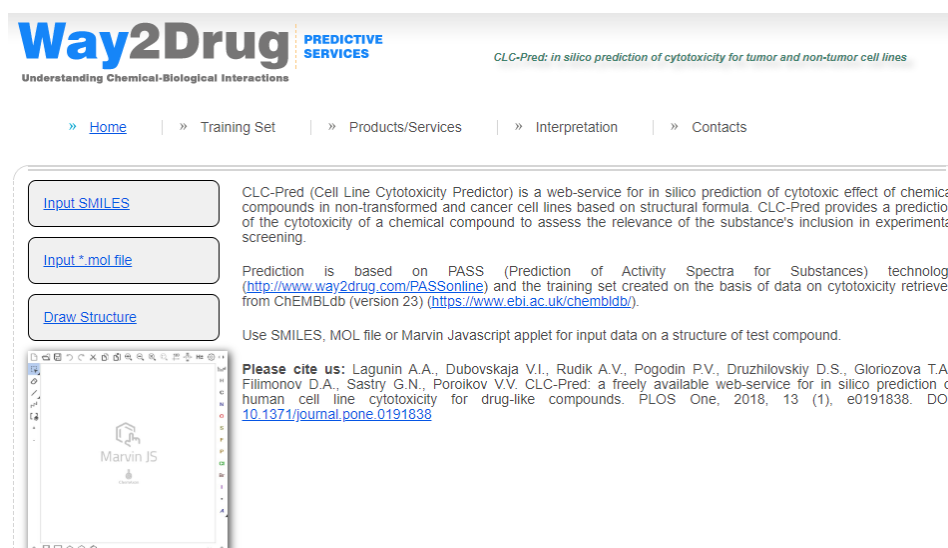 Way2Drug
PREDICTIVE
SERVICES
Understanding Chemical-Biological Interactions
CLC-Pred: in silico prediction of cytotoxicity for tumor and non-tumor cell lines
» Home » Training Set » Products/Services » Interpretation » Contacts
Input SMILES
Input *.mol file
Draw Structure
CLC-Pred (Cell Line Cytotoxicity Predictor) is a web-service for in silico prediction of cytotoxic effect of chemica
compounds in non-transformed and cancer cell lines based on structural formula. CLC-Pred provides a predictio
of the cytotoxicity of a chemical compound to assess the relevance of the substance's inclusion in experimenta
screening.
Prediction is based on PASS (Prediction of Activity Spectra for Substances) technolog
(http://www.way2drug.com/PASSonline) and the training set created on the basis of data on cytotoxicity retrieve
from ChEMBLdb (version 23) (https://www.ebi.ac.uk/chembldb/).
Use SMILES, MOL file or Marvin Javascript applet for input data on a structure of test compound.
Please cite us: Lagunin A.A., Dubovskaja V.I., Rudik A.V., Pogodin P.V., Druzhilovskiy D.S., Gloriozova T.A
Filimonov D.A., Sastry G.N., Poroikov V.V. CLC-Pred: a freely available web-service for in silico prediction o
human cell line cytotoxicity for drug-like compounds. PLOS One, 2018, 13 (1), e0191838. DO
10.1371/journal.pone.0191838
Marvin JS